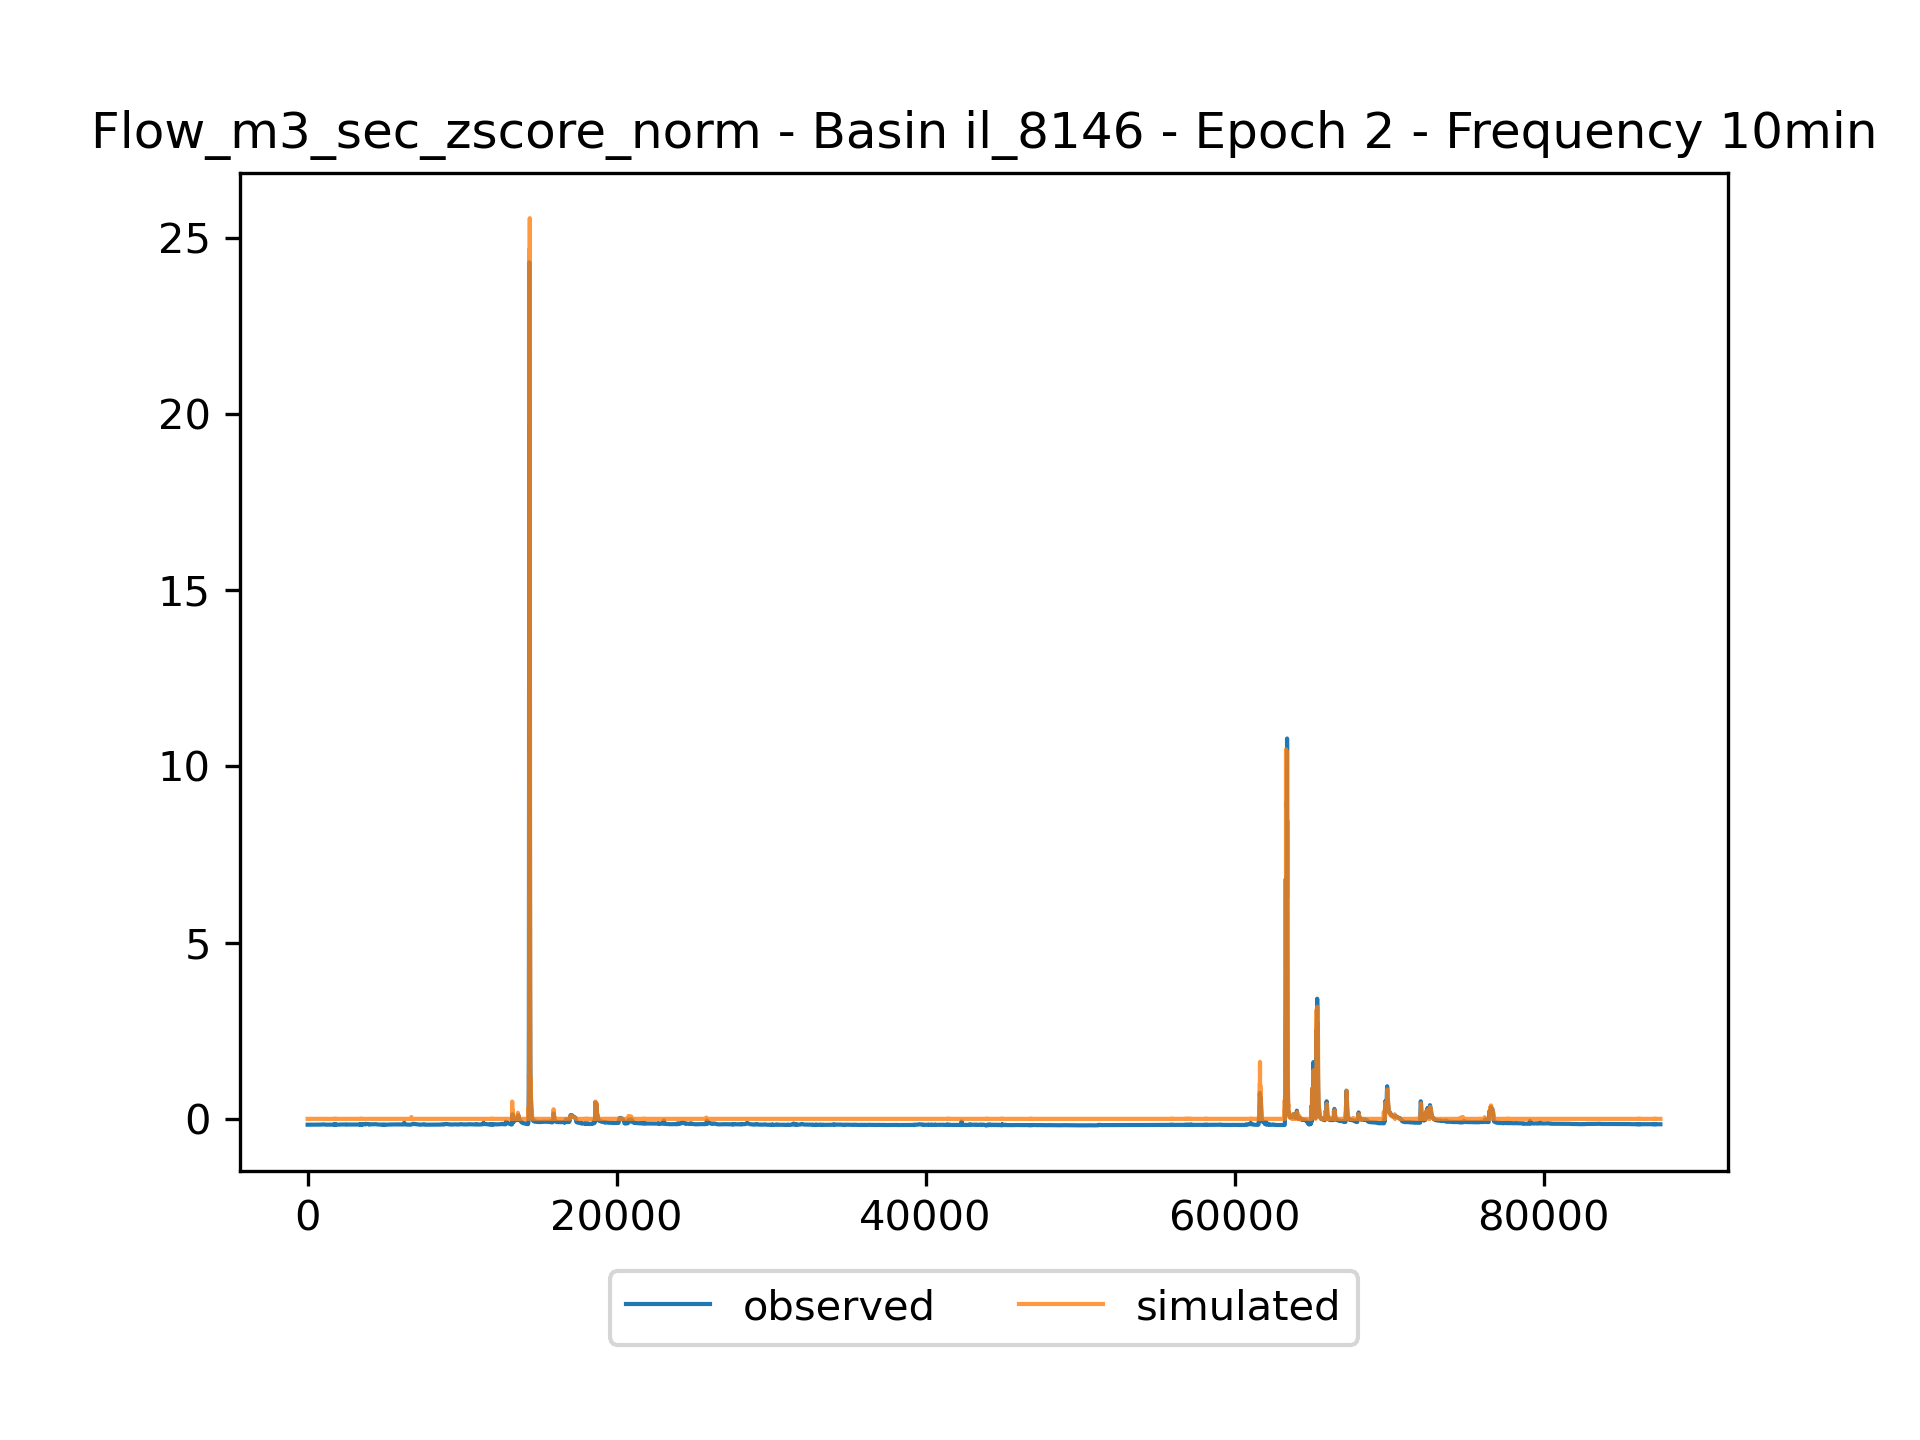 Flow_m3_sec_zscore_norm - Basin il_8146 - Epoch 2 - Frequency 10min
25
20
15
10
5
0
0 20000 40000 60000 80000
observed simulated